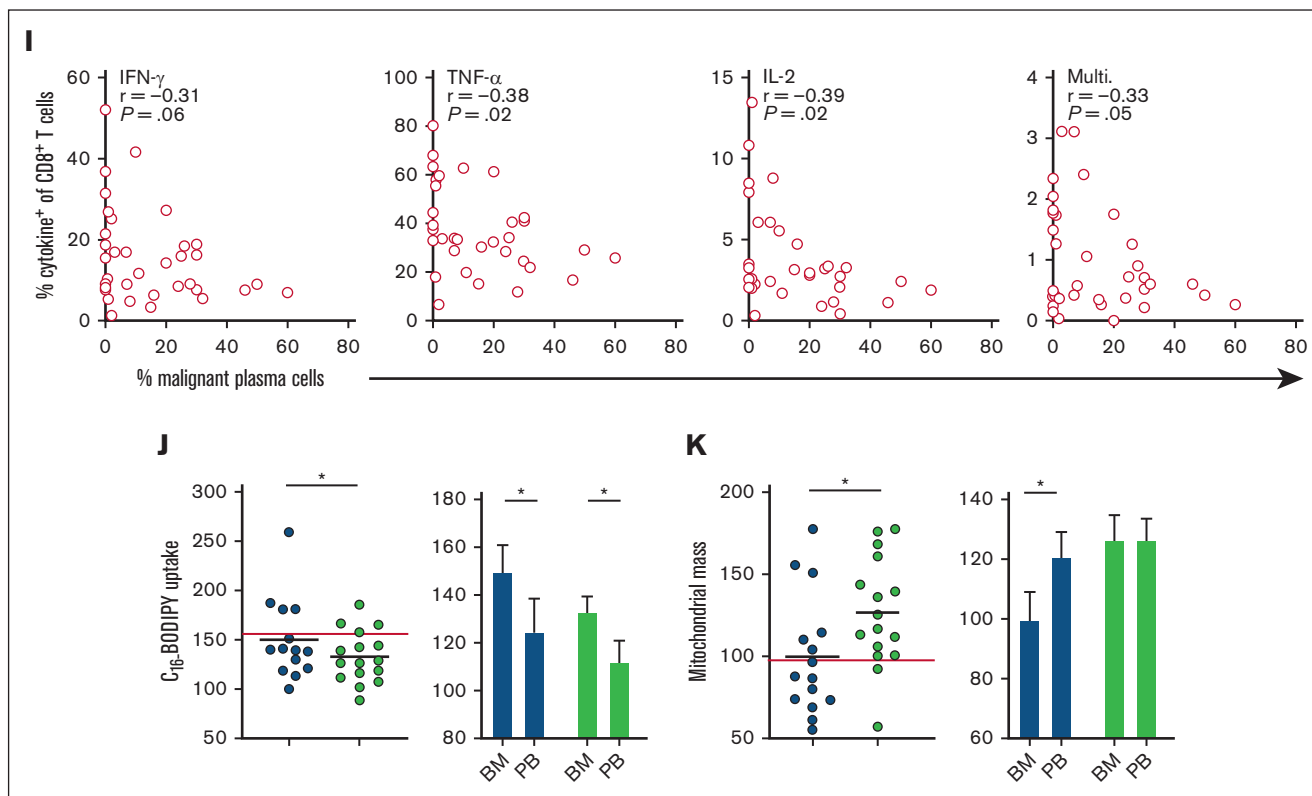 I
% cytokine⁺ of CD8⁺ T cells
60
40
20
0
0 20 40 60 80
IFN-γ
r = −0.31
P = .06
100
80
60
40
20
0
0 20 40 60 80
TNF-α
r = −0.38
P = .02
15
10
5
0
0 20 40 60 80
IL-2
r = −0.39
P = .02
4
3
2
1
0
0 20 40 60 80
Multi.
r = −0.33
P = .05
% malignant plasma cells
J
C₁₆-BODIPY uptake
300
250
200
150
100
50
*
180
160
140
120
100
80
* *
BM PB BM PB
K
Mitochondrial mass
200
150
100
50
*
140
120
100
80
60
*
BM PB BM PB